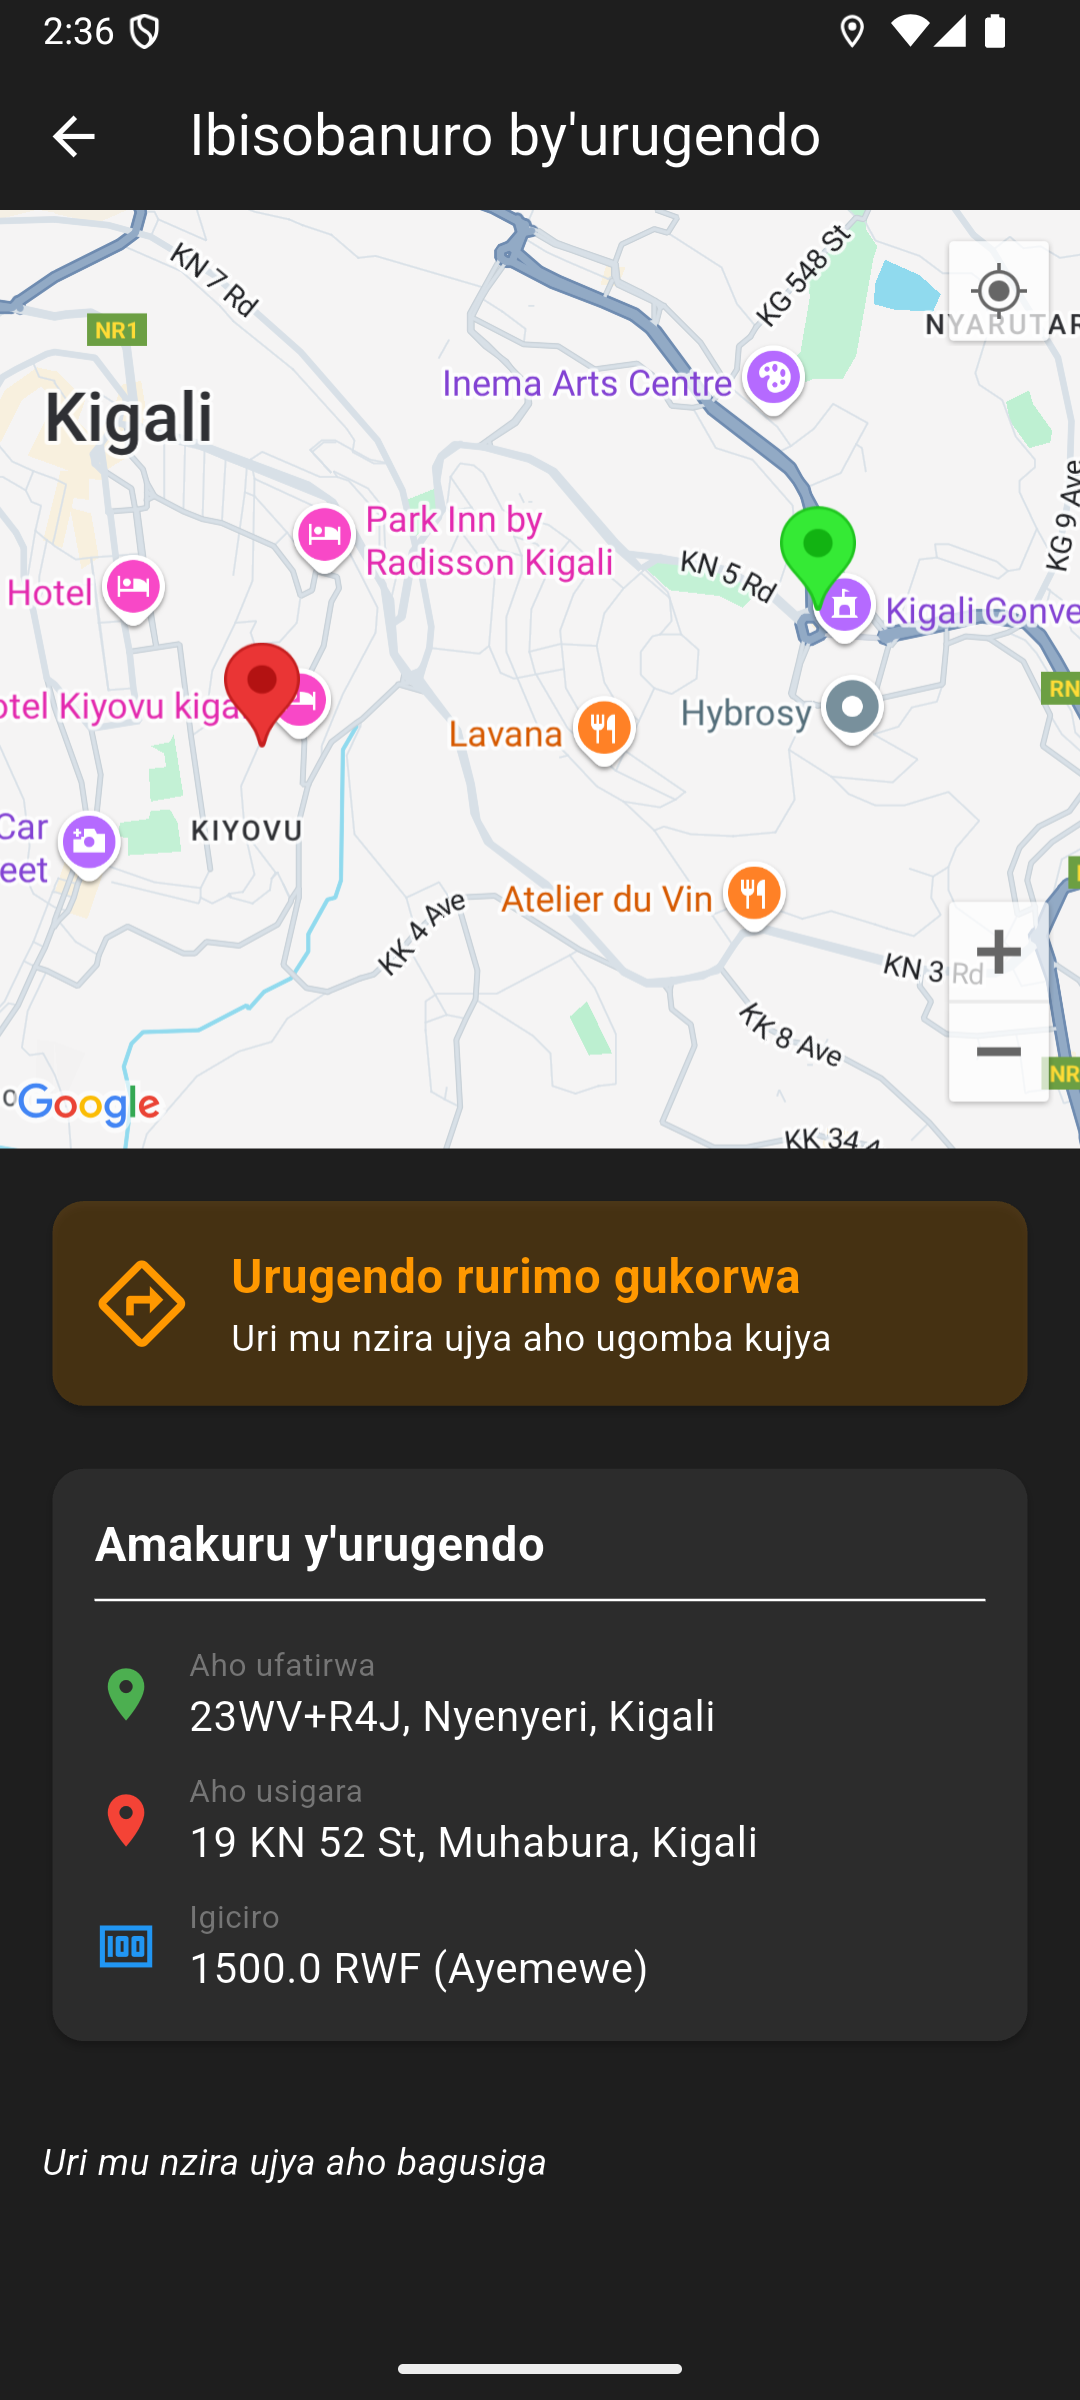 2:36
Ibisobanuro by'urugendo
KN 7 Rd
KG 548 St
NR1
NYARUTAR
Inema Arts Centre
Kigali
KG 9 Ave
Park Inn by
Radisson Kigali
KN 5 Rd
Hotel
Kigali Conve
RN
otel Kiyovu kiga
Hybrosy
Lavana
Car
eet
KIYOVU
Atelier du Vin
KK 4 Ave
KN 3 Rd
KK 8 Ave
NR
Google
KK 34
Urugendo rurimo gukorwa
Uri mu nzira ujya aho ugomba kujya
Amakuru y'urugendo
Aho ufatirwa
23WV+R4J, Nyenyeri, Kigali
Aho usigara
19 KN 52 St, Muhabura, Kigali
Igiciro
100
1500.0 RWF (Ayemewe)
Uri mu nzira ujya aho bagusiga